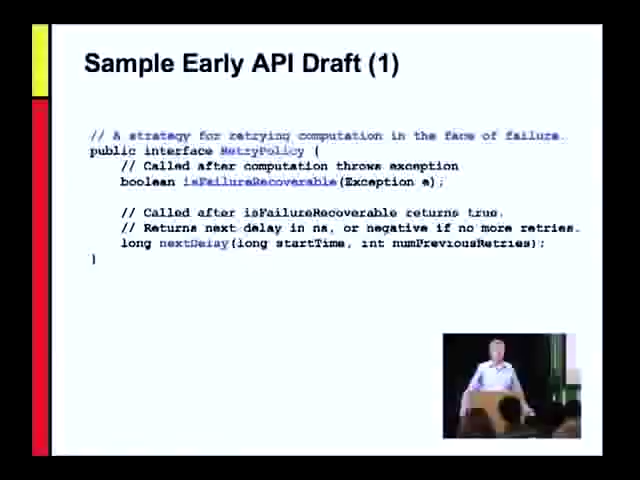 Sample Early API Draft (1)
// A strategy for retrying computation in the face of failure.
public interface RetryPolicy {
// Called after computation throws exception
boolean isFailureRecoverable(Exception e);
// Called after isFailureRecoverable returns true.
// Returns next delay in ns, or negative if no more retries.
long nextDelay(long startTime, int numPreviousRetries);
}